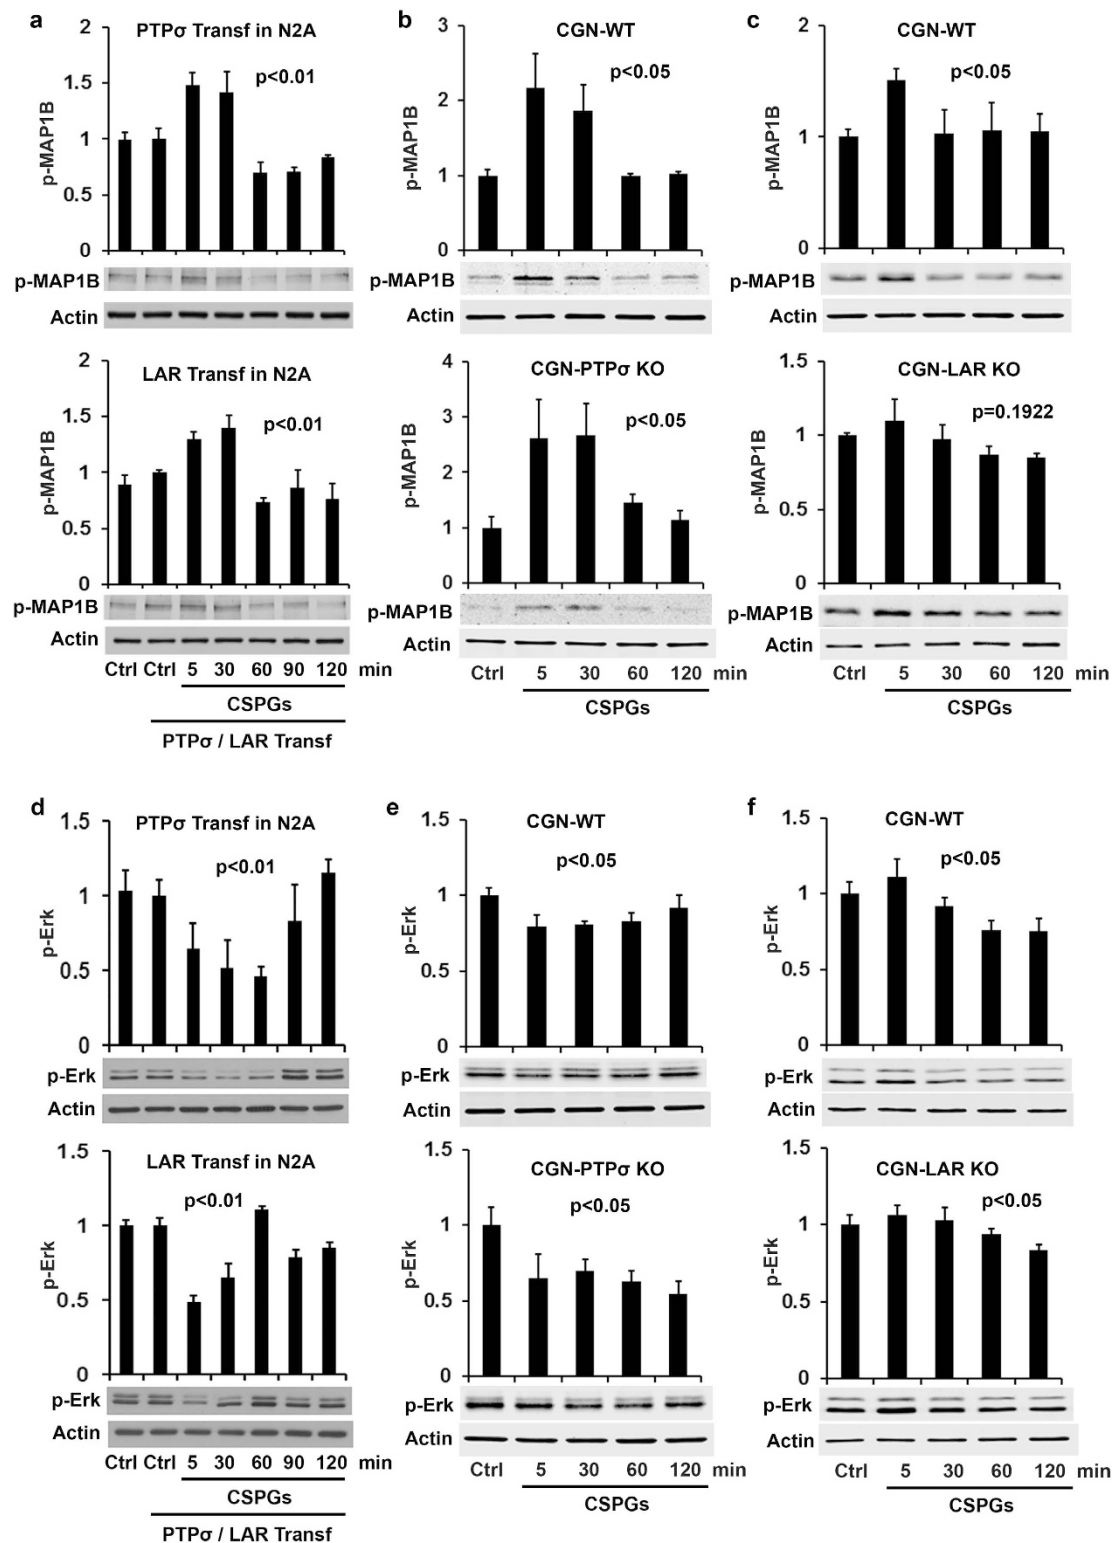 a
PTPσ Transf in N2A
p<0.01
p-MAP1B
2
1.5
1
0.5
0
p-MAP1B
Actin
LAR Transf in N2A
p<0.01
p-MAP1B
2
1.5
1
0.5
0
p-MAP1B
Actin
Ctrl Ctrl 5 30 60 90 120 min
CSPGs
PTPσ / LAR Transf
b
CGN-WT
p<0.05
p-MAP1B
3
2
1
0
p-MAP1B
Actin
CGN-PTPσ KO
p<0.05
p-MAP1B
4
3
2
1
0
p-MAP1B
Actin
Ctrl 5 30 60 120 min
CSPGs
c
CGN-WT
p<0.05
p-MAP1B
2
1
0
p-MAP1B
Actin
CGN-LAR KO
p=0.1922
p-MAP1B
1.5
1
0.5
0
p-MAP1B
Actin
Ctrl 5 30 60 120 min
CSPGs
d
PTPσ Transf in N2A
p<0.01
p-Erk
1.5
1
0.5
0
p-Erk
Actin
LAR Transf in N2A
p<0.01
p-Erk
1.5
1
0.5
0
p-Erk
Actin
Ctrl Ctrl 5 30 60 90 120 min
CSPGs
PTPσ / LAR Transf
e
CGN-WT
p<0.05
p-Erk
1.5
1
0.5
0
p-Erk
Actin
CGN-PTPσ KO
p<0.05
p-Erk
1.5
1
0.5
0
p-Erk
Actin
Ctrl 5 30 60 120 min
CSPGs
f
CGN-WT
p<0.05
p-Erk
1.5
1
0.5
0
p-Erk
Actin
CGN-LAR KO
p<0.05
p-Erk
1.5
1
0.5
0
p-Erk
Actin
Ctrl 5 30 60 120 min
CSPGs